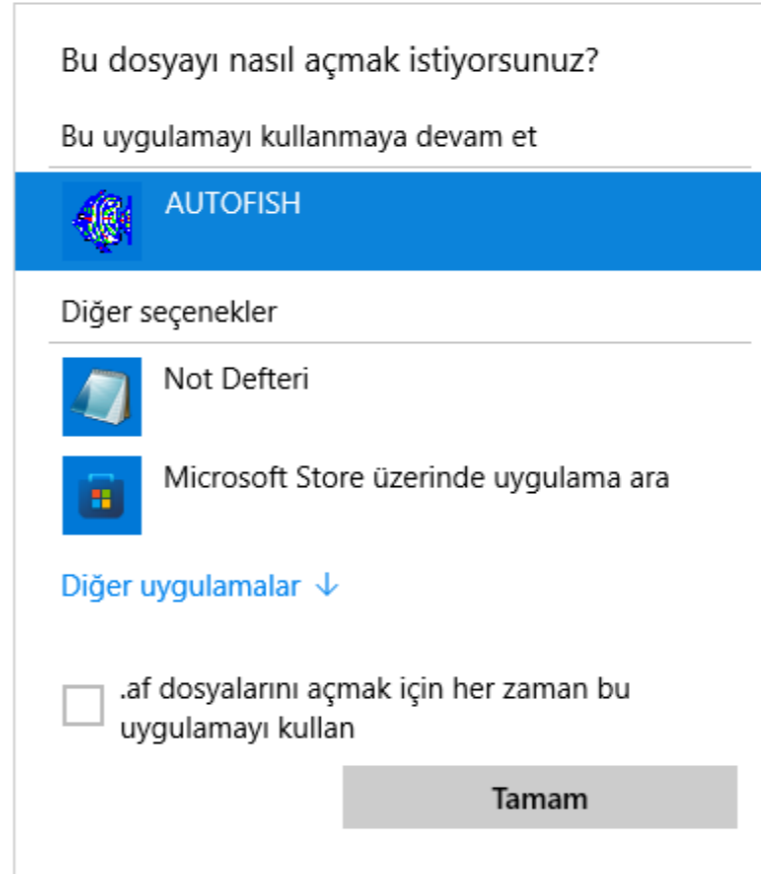 Bu dosyayı nasıl açmak istiyorsunuz?
Bu uygulamayı kullanmaya devam et
AUTOFISH
Diğer seçenekler
Not Defteri
Microsoft Store üzerinde uygulama ara
Diğer uygulamalar ↓
.af dosyalarını açmak için her zaman bu
uygulamayı kullan
Tamam